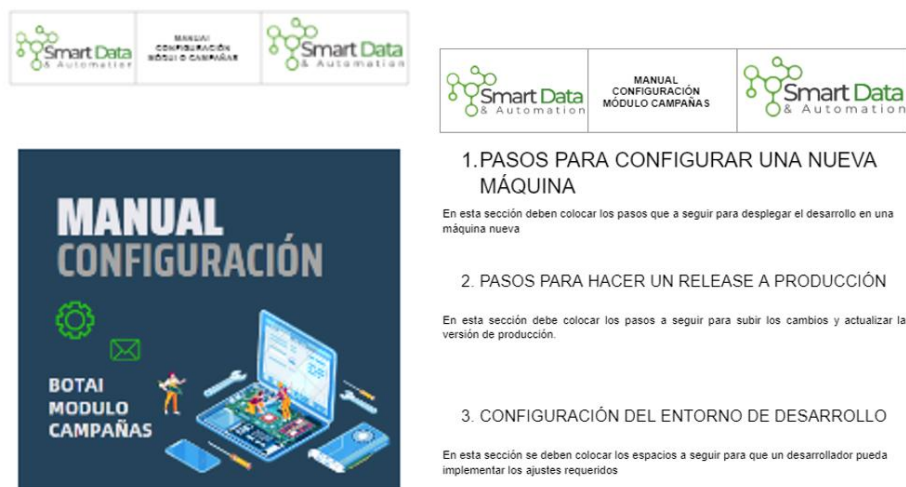 Smart Data
& Automation
MANUAL
CONFIGURACIÓN
MÓDULO CAMPAÑAS
Smart Data
& Automation
MANUAL
CONFIGURACIÓN
BOTAI
MODULO
CAMPAÑAS
Smart Data
& Automation
MANUAL
CONFIGURACIÓN
MÓDULO CAMPAÑAS
Smart Data
& Automation
1. PASOS PARA CONFIGURAR UNA NUEVA
MÁQUINA
En esta sección deben colocar los pasos que a seguir para desplegar el desarrollo en una
máquina nueva
2. PASOS PARA HACER UN RELEASE A PRODUCCIÓN
En esta sección debe colocar los pasos a seguir para subir los cambios y actualizar la
versión de producción.
3. CONFIGURACIÓN DEL ENTORNO DE DESARROLLO
En esta sección se deben colocar los espacios a seguir para que un desarrollador pueda
implementar los ajustes requeridos